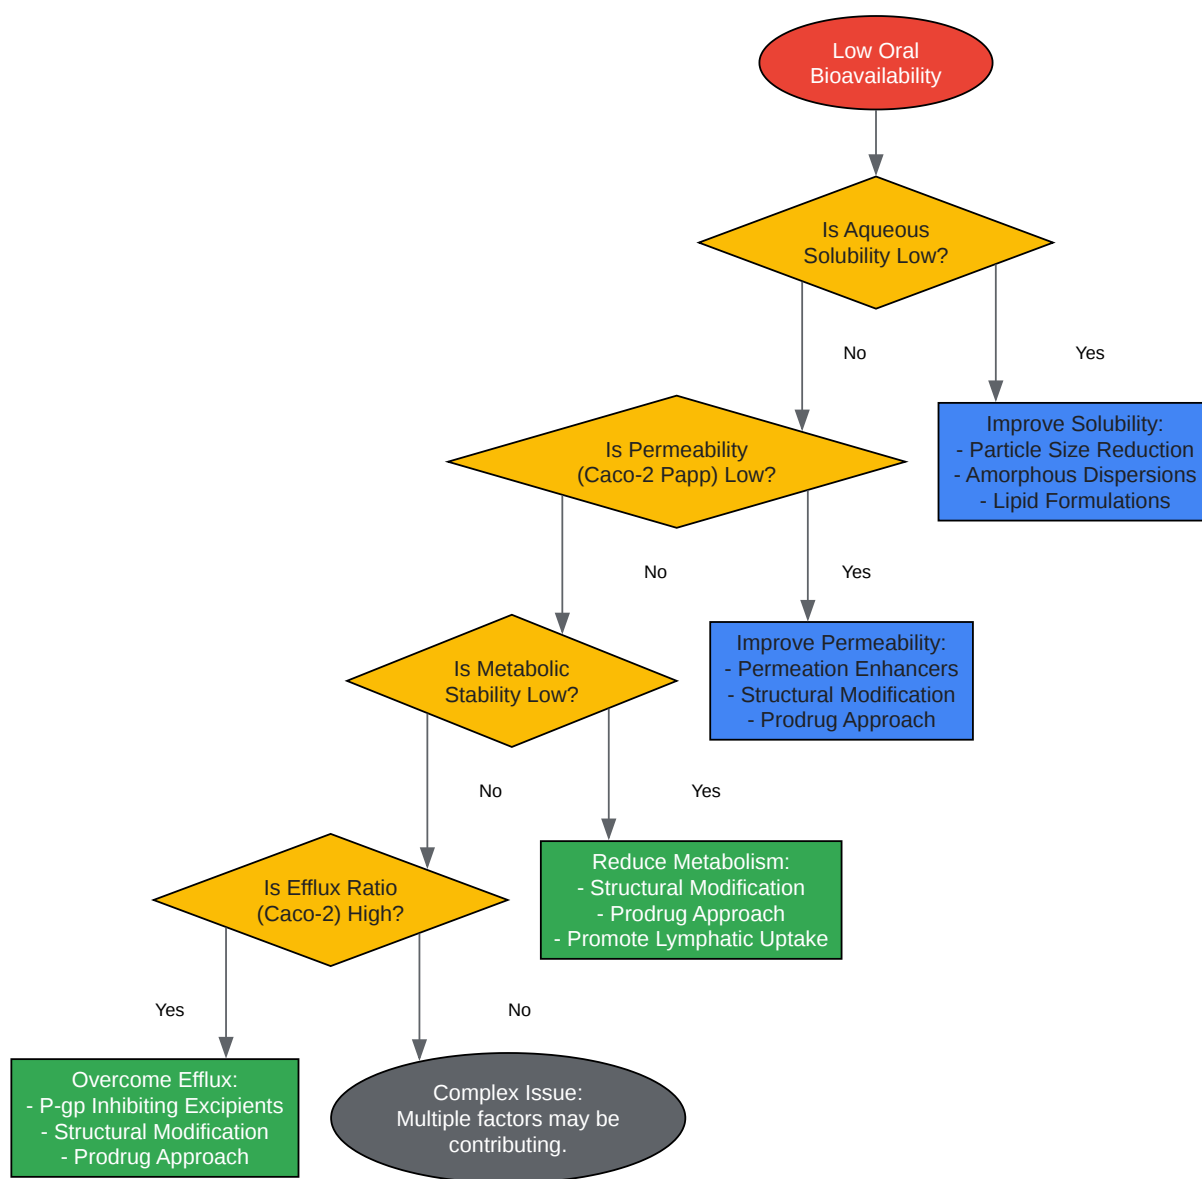 Low Oral
Bioavailability
Is Aqueous
Solubility Low?
No
Yes
Improve Solubility:
- Particle Size Reduction
- Amorphous Dispersions
- Lipid Formulations
Is Permeability
(Caco-2 Papp) Low?
No
Yes
Improve Permeability:
- Permeation Enhancers
- Structural Modification
- Prodrug Approach
Is Metabolic
Stability Low?
No
Yes
Reduce Metabolism:
- Structural Modification
- Prodrug Approach
- Promote Lymphatic Uptake
Is Efflux Ratio
(Caco-2) High?
Yes
No
Overcome Efflux:
- P-gp Inhibiting Excipients
- Structural Modification
- Prodrug Approach
Complex Issue:
Multiple factors may be
contributing.